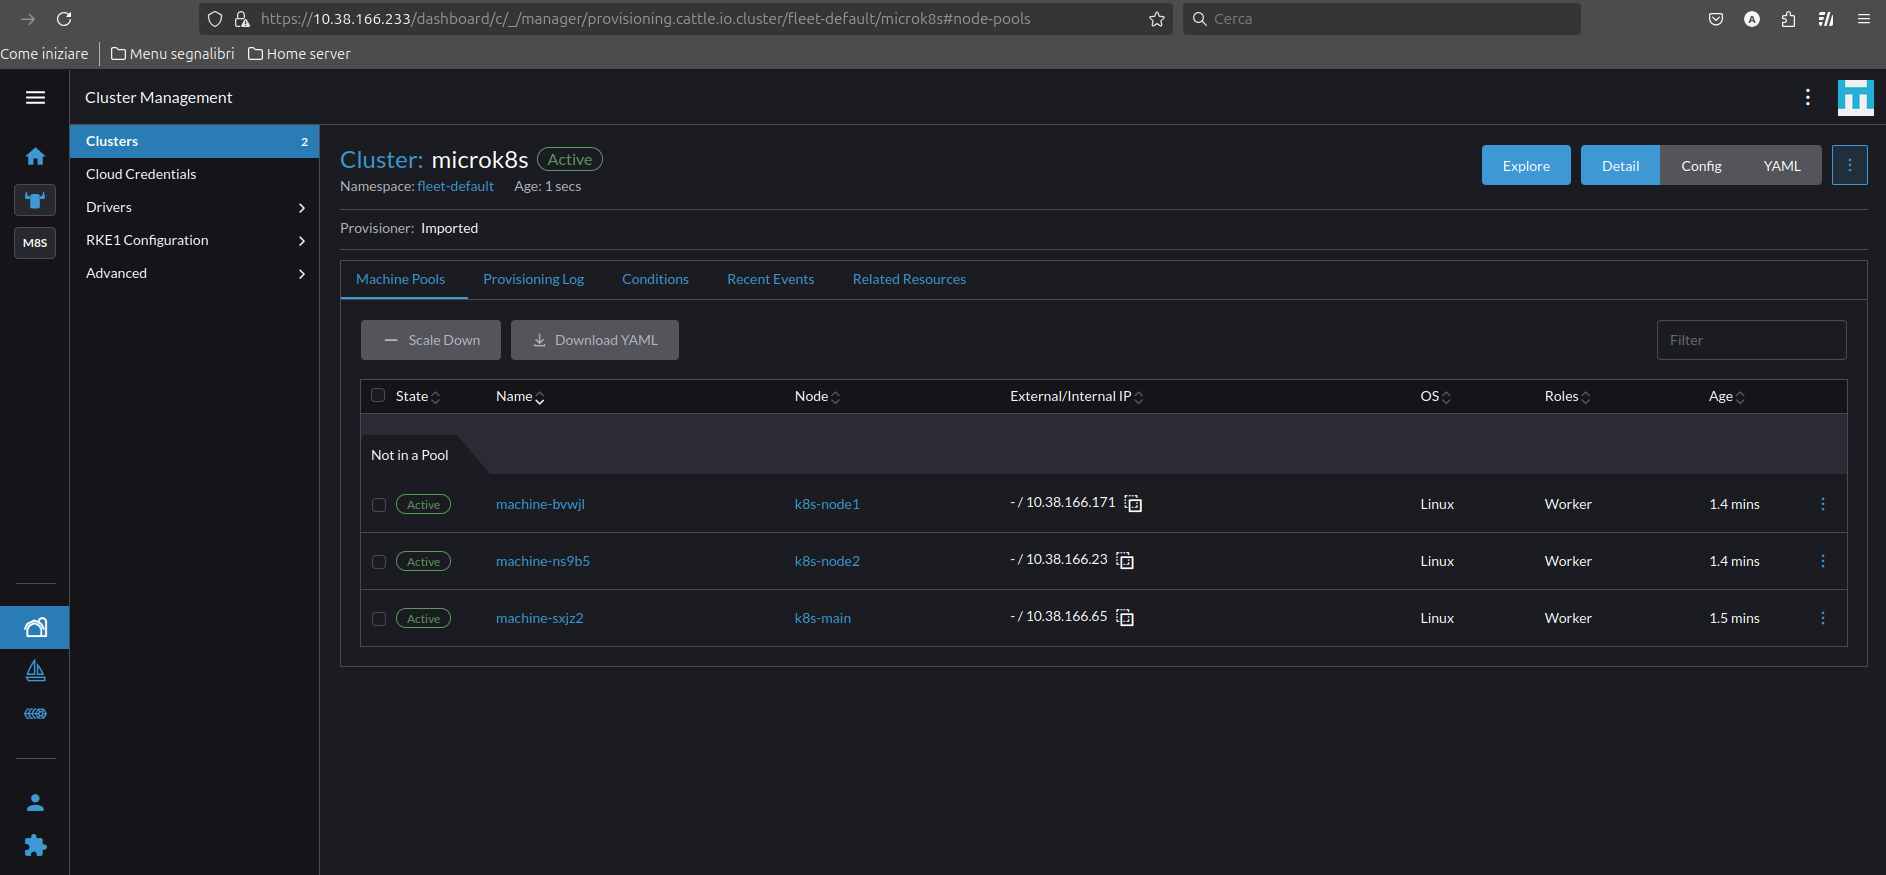 https://10.38.166.233/dashboard/c/_/manager/provisioning.cattle.io.cluster/fleet-default/microk8s#node-pools
Cerca
A
Come iniziare
Menu segnalibri
Home server
Cluster Management
Clusters 2
Cloud Credentials
Drivers
RKE1 Configuration
Advanced
M8S
Cluster: microk8s Active
Namespace: fleet-default Age: 1 secs
Explore
Detail
Config
YAML
Provisioner: Imported
Machine Pools
Provisioning Log
Conditions
Recent Events
Related Resources
Scale Down
Download YAML
Filter
State Name Node External/Internal IP OS Roles Age
Not in a Pool
Active machine-bvwjl k8s-node1 - / 10.38.166.171 Linux Worker 1.4 mins
Active machine-ns9b5 k8s-node2 - / 10.38.166.23 Linux Worker 1.4 mins
Active machine-sxjz2 k8s-main - / 10.38.166.65 Linux Worker 1.5 mins